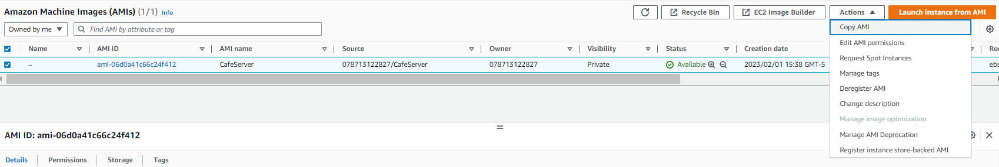 Amazon Machine Images (AMIs) (1/1) Info
Recycle Bin
EC2 Image Builder
Actions
Launch instance from AMI
Owned by me
Find AMI by attribute or tag
Copy AMI
Edit AMI permissions
Request Spot Instances
Manage tags
Deregister AMI
Change description
Manage image optimization
Manage AMI Deprecation
Register instance store-backed AMI
Name AMI ID AMI name Source Owner Visibility Status Creation date Roo
– ami-06d0a41c66c24f412 CafeServer 078713122827/CafeServer 078713122827 Private Available 2023/02/01 15:38 GMT-5 ebs
AMI ID: ami-06d0a41c66c24f412
Details Permissions Storage Tags